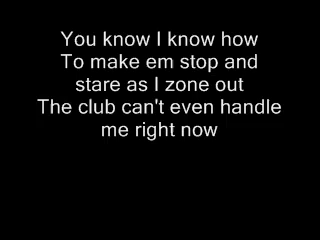 You know I know how
To make em stop and
stare as I zone out
The club can't even handle
me right now